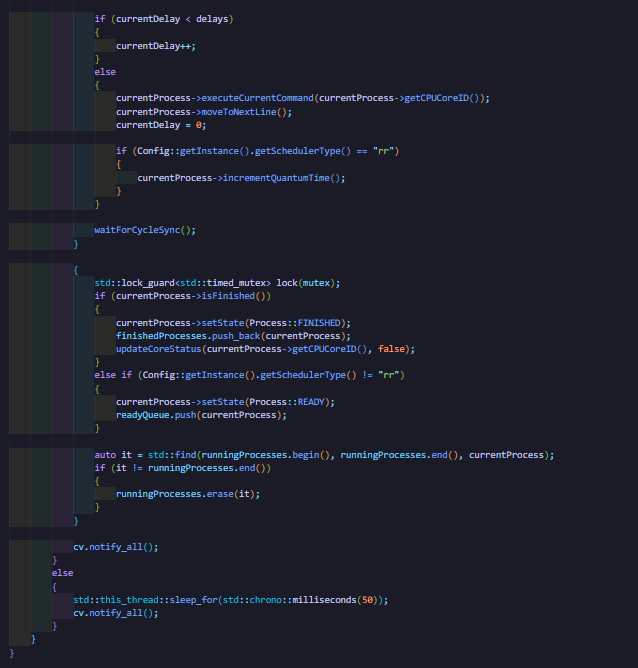 if (currentDelay < delays)
{
currentDelay++;
}
else
{
currentProcess->executeCurrentCommand(currentProcess->getCPUCoreID());
currentProcess->moveToNextLine();
currentDelay = 0;
if (Config::getInstance().getSchedulerType() == "rr")
{
currentProcess->incrementQuantumTime();
}
}
waitForCycleSync();
}
{
std::lock_guard<std::timed_mutex> lock(mutex);
if (currentProcess->isFinished())
{
currentProcess->setState(Process::FINISHED);
finishedProcesses.push_back(currentProcess);
updateCoreStatus(currentProcess->getCPUCoreID(), false);
}
else if (Config::getInstance().getSchedulerType() != "rr")
{
currentProcess->setState(Process::READY);
readyQueue.push(currentProcess);
}
auto it = std::find(runningProcesses.begin(), runningProcesses.end(), currentProcess);
if (it != runningProcesses.end())
{
runningProcesses.erase(it);
}
}
cv.notify_all();
}
else
{
std::this_thread::sleep_for(std::chrono::milliseconds(50));
cv.notify_all();
}
}
}